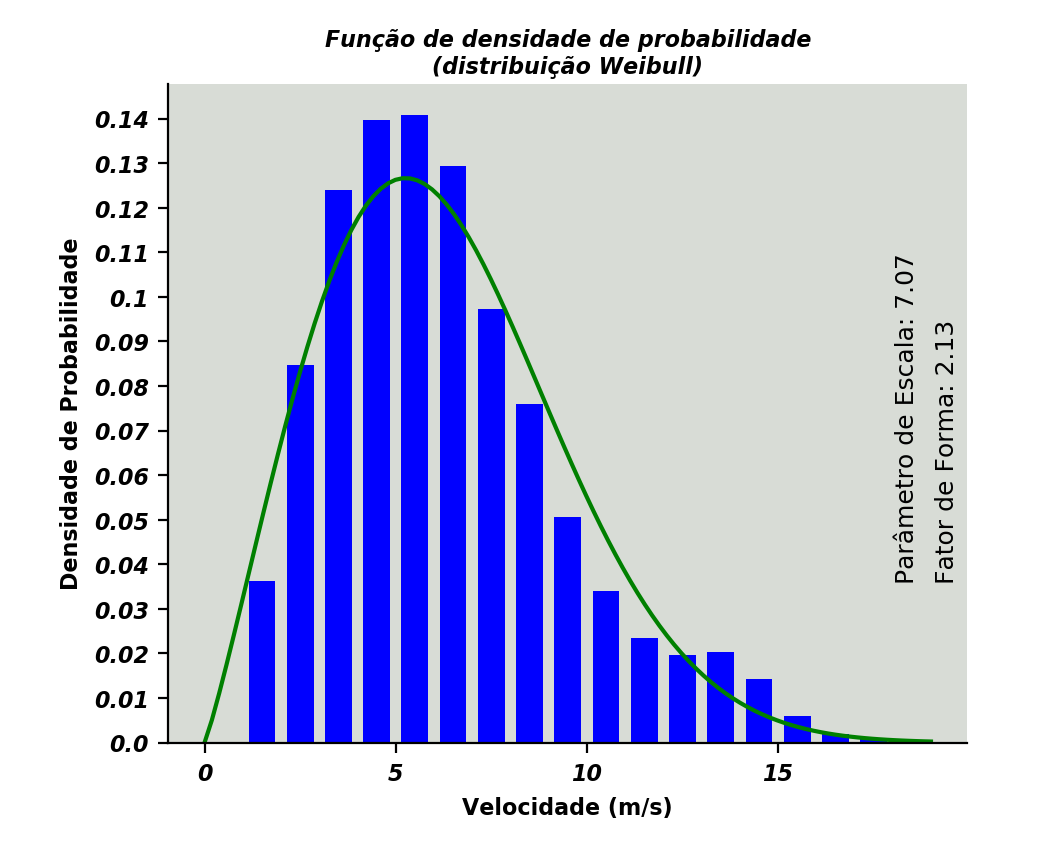 Função de densidade de probabilidade
(distribuição Weibull)
Densidade de Probabilidade
0.14
0.13
0.12
0.11
0.1
0.09
0.08
0.07
0.06
0.05
0.04
0.03
0.02
0.01
0.0
0 5 10 15
Velocidade (m/s)
Parâmetro de Escala: 7.07
Fator de Forma: 2.13